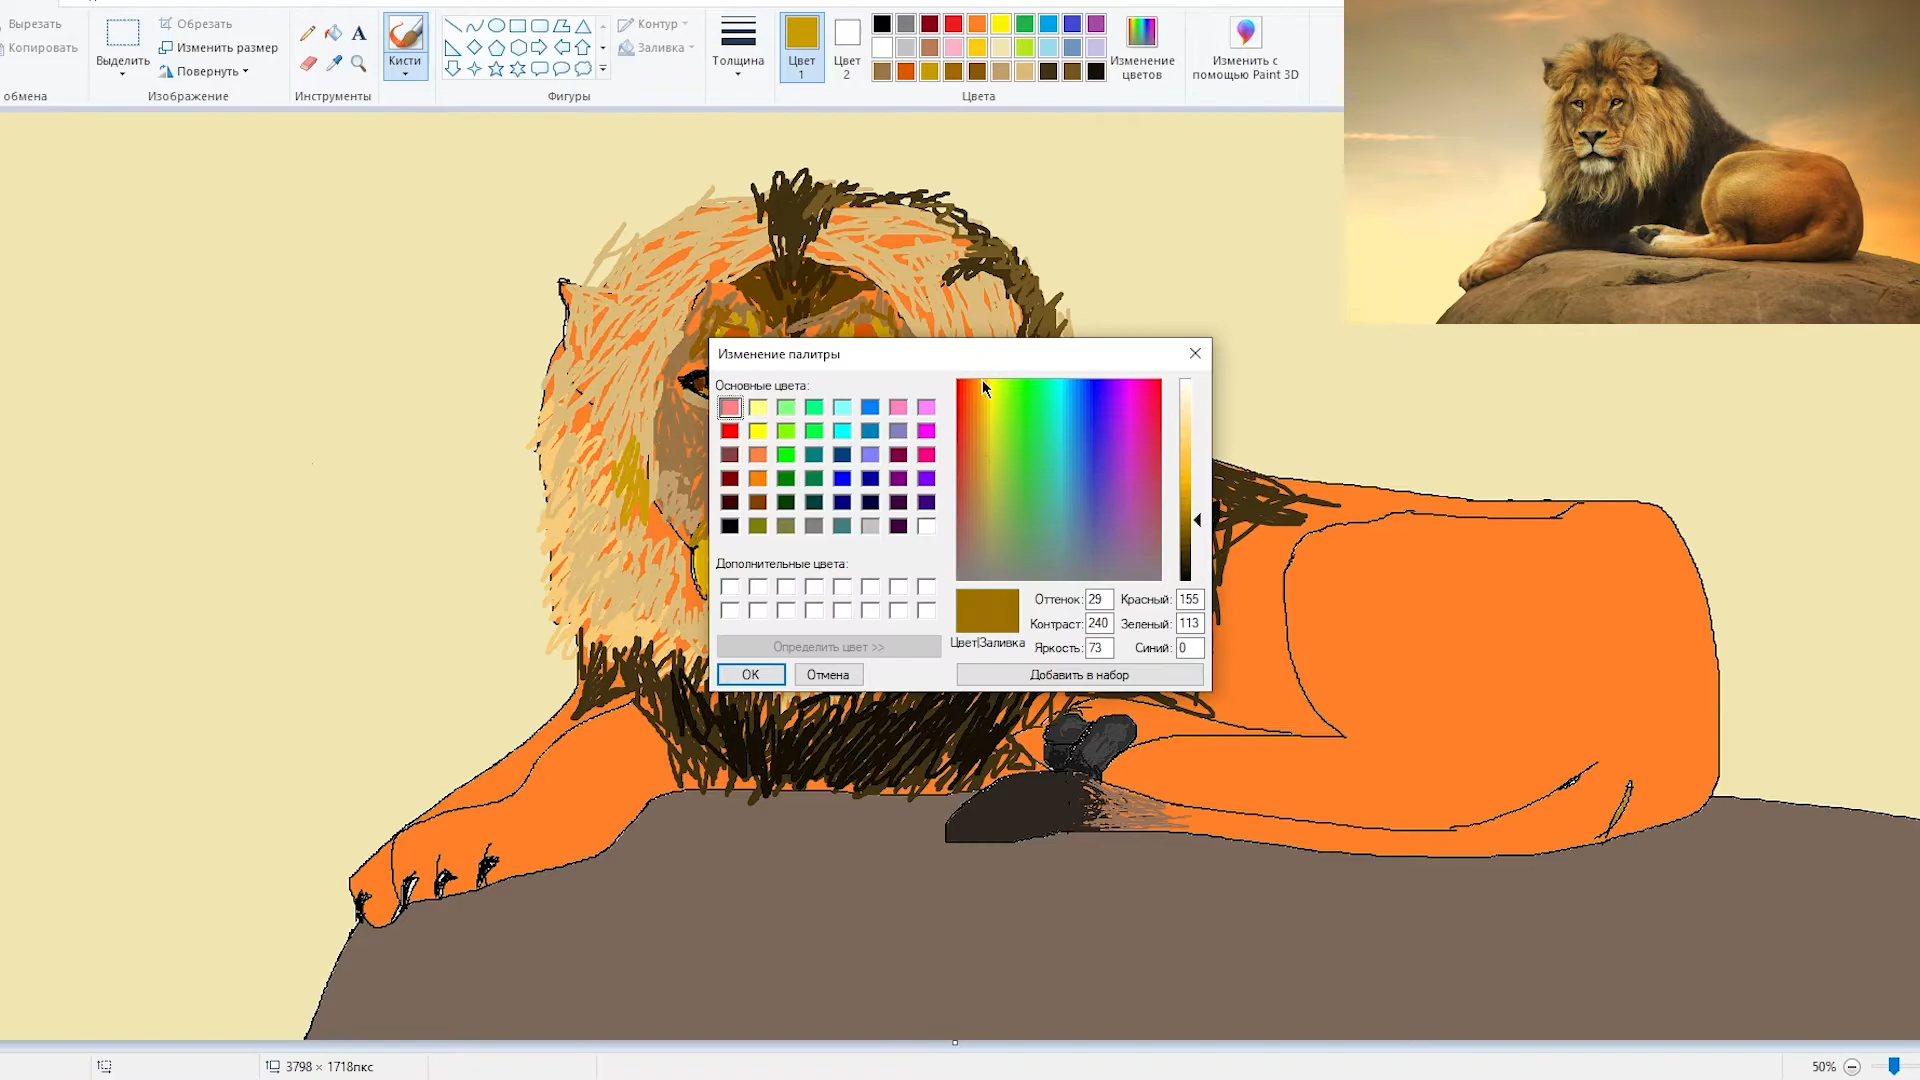 Вырезать
Копировать
обмена
Выделить
Обрезать
Изменить размер
Повернуть
Изображение
A
Инструменты
Кисти
Фигуры
Контур
Заливка
Толщина
Цвет
1
Цвет
2
Цвета
Изменение
цветов
Изменить с
помощью Paint 3D
Изменение палитры
Основные цвета:
Дополнительные цвета:
Определить цвет >>
ОК
Отмена
Цвет|Заливка
Оттенок: 29
Красный: 155
Контраст: 240
Зеленый: 113
Яркость: 73
Синий: 0
Добавить в набор
3798 × 1718пкс
50%